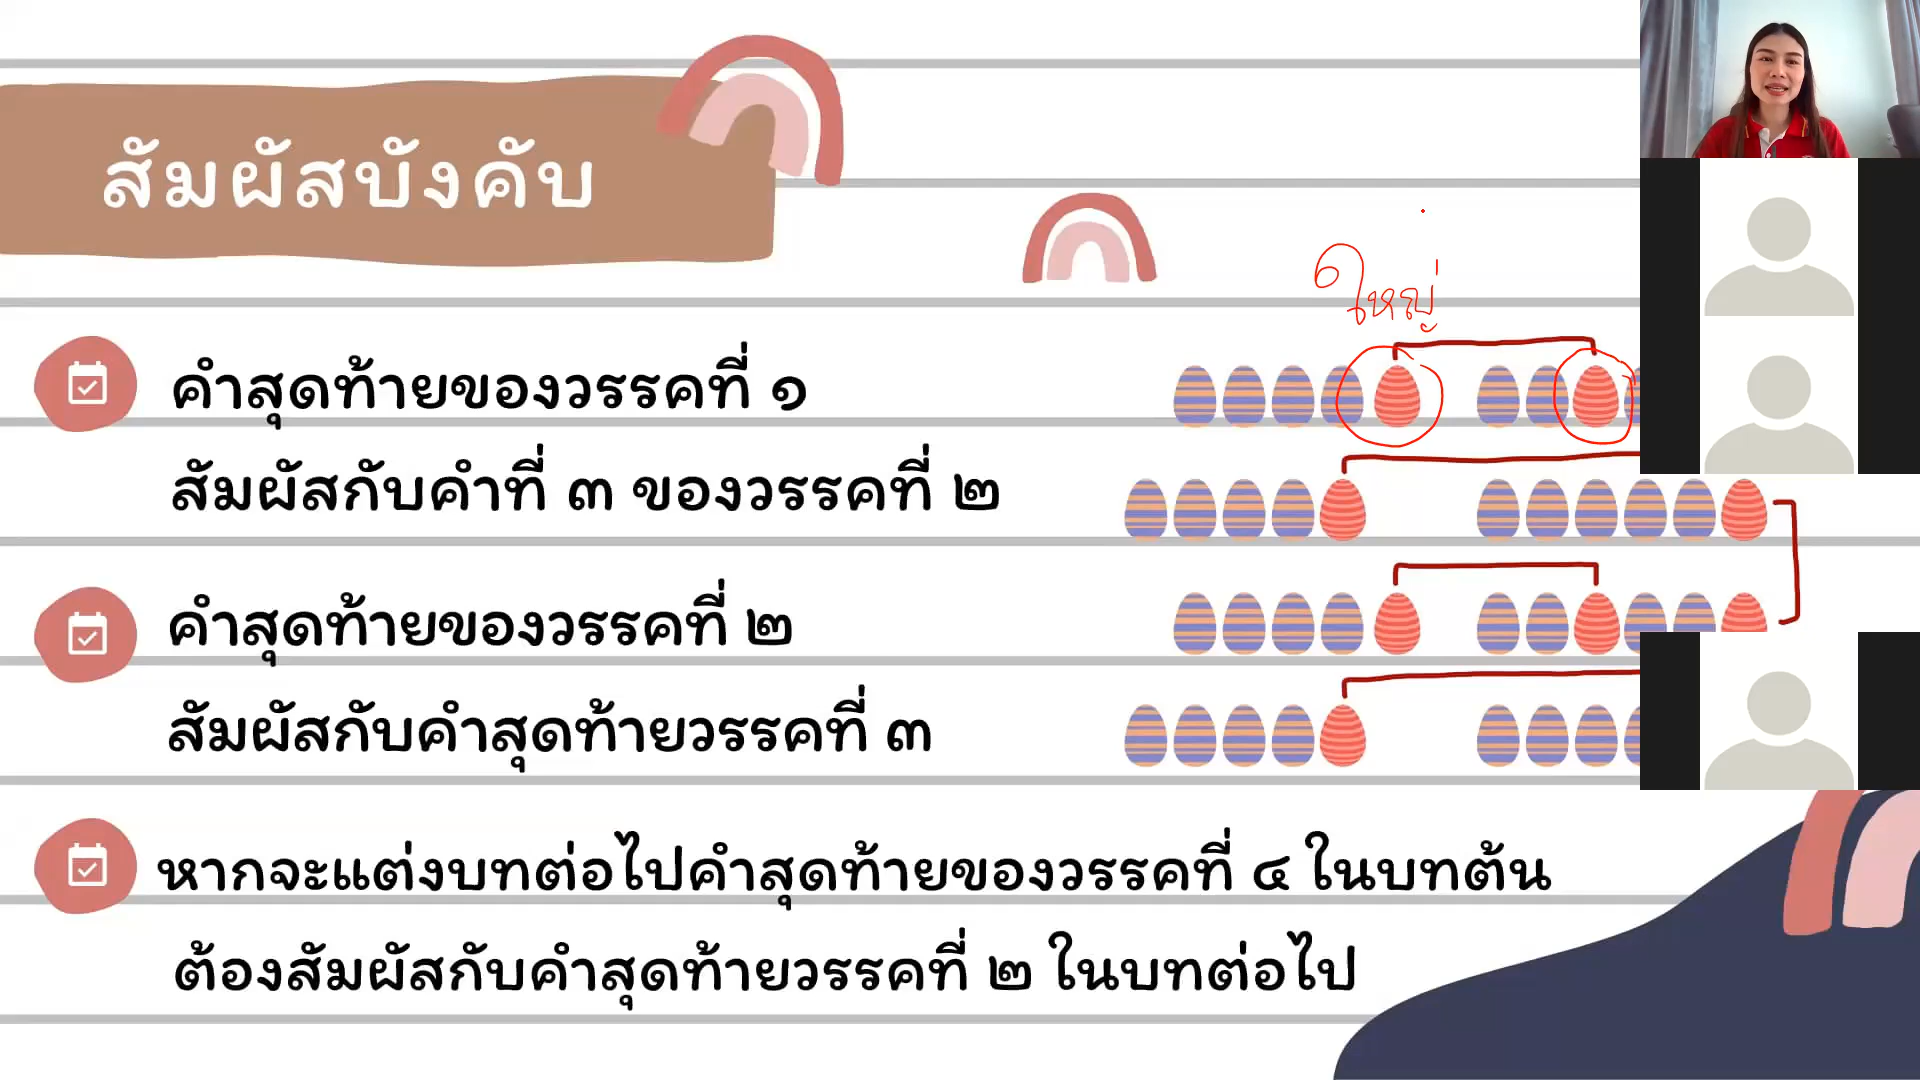 สัมผัสบังคับ
ใหญ่
คำสุดท้ายของวรรคที่ ๑
สัมผัสกับคำที่ ๓ ของวรรคที่ ๒
คำสุดท้ายของวรรคที่ ๒
สัมผัสกับคำสุดท้ายวรรคที่ ๓
หากจะแต่งบทต่อไปคำสุดท้ายของวรรคที่ ๔ ในบทต้น
ต้องสัมผัสกับคำสุดท้ายวรรคที่ ๒ ในบทต่อไป